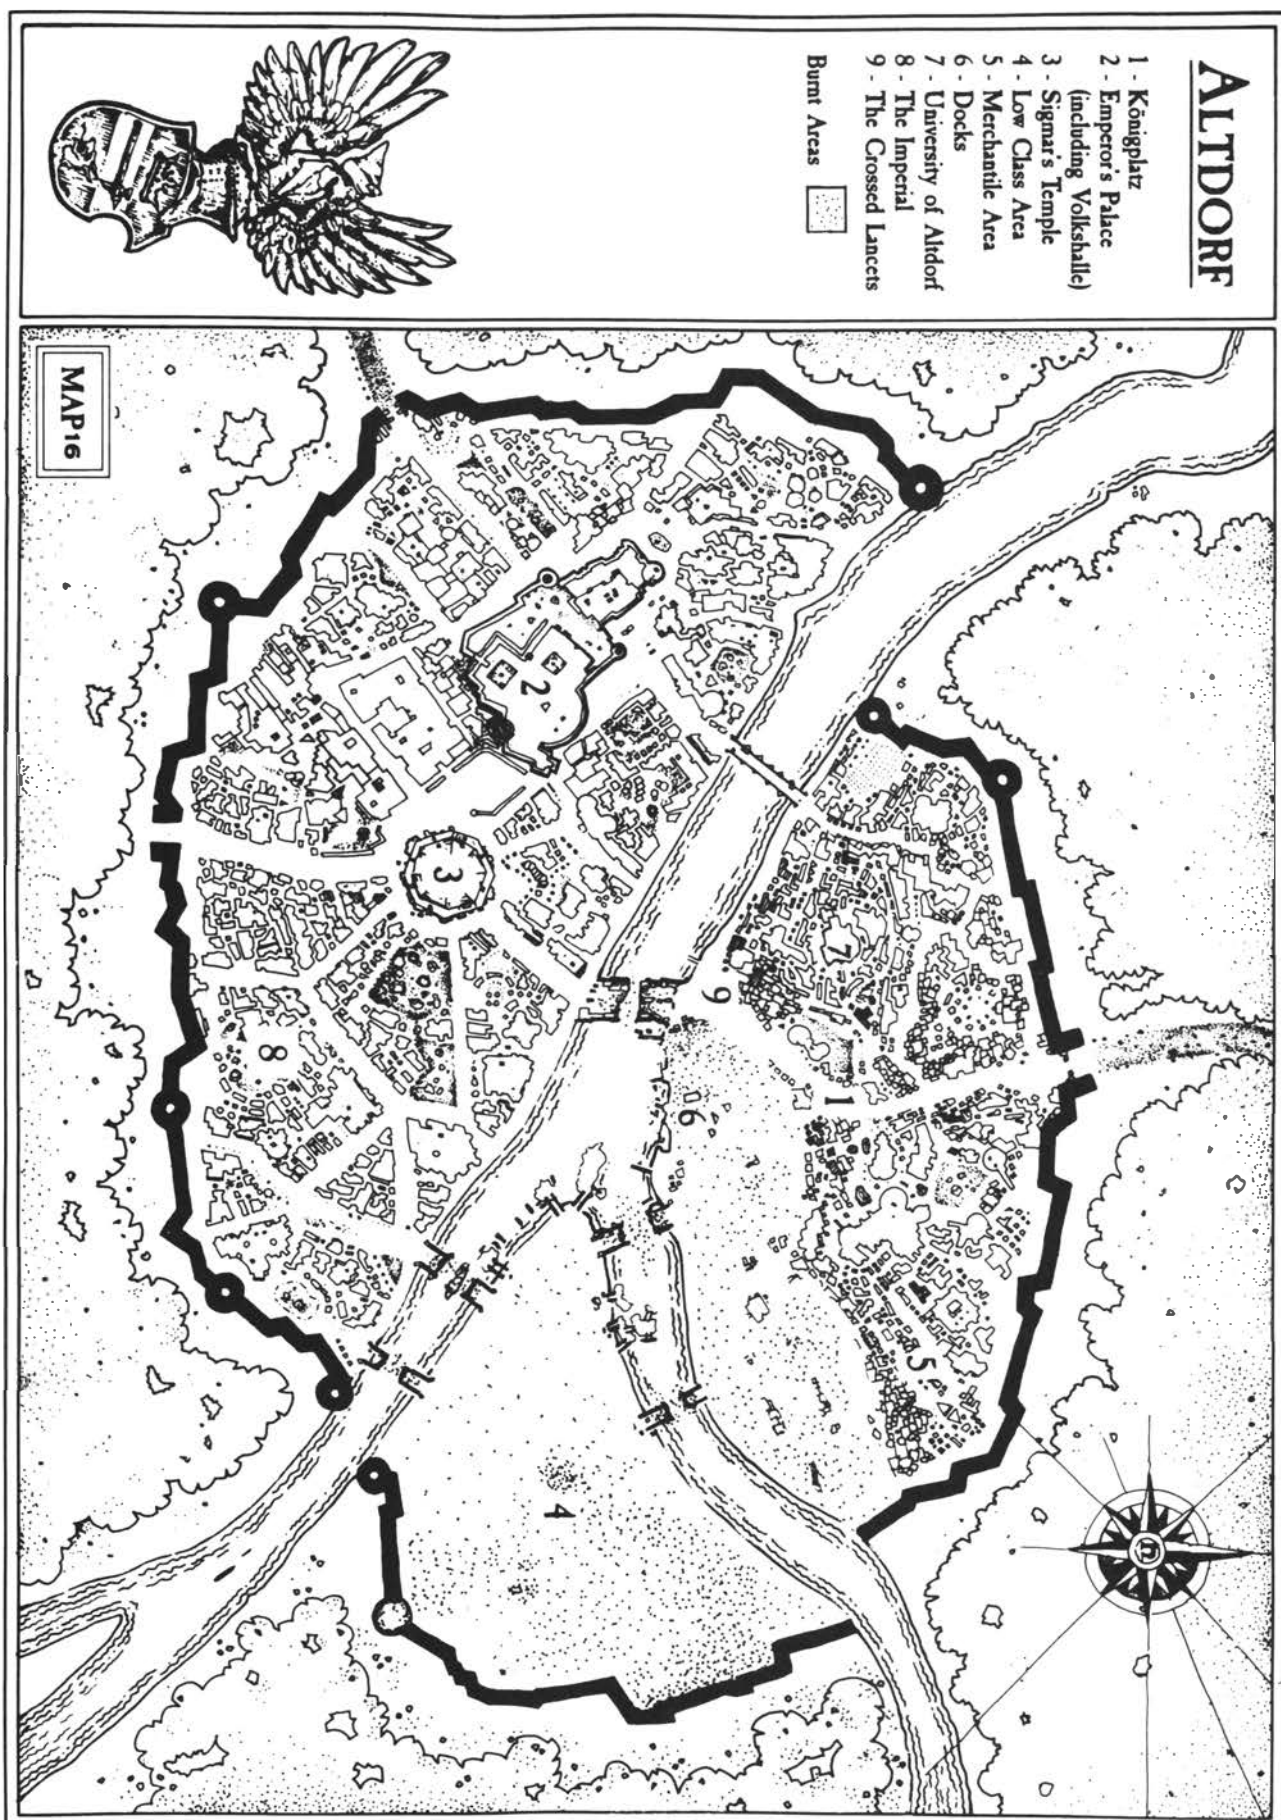 ALTDORF
1 - Königplatz
2 - Emperor's Palace
(including Volkshalle)
3 - Sigmar's Temple
4 - Low Class Area
5 - Merchantile Area
6 - Docks
7 - University of Altdorf
8 - The Imperial
9 - The Crossed Lancets
Burnt Areas
MAP16
2
3
7
9
8
1
6
5
4
n